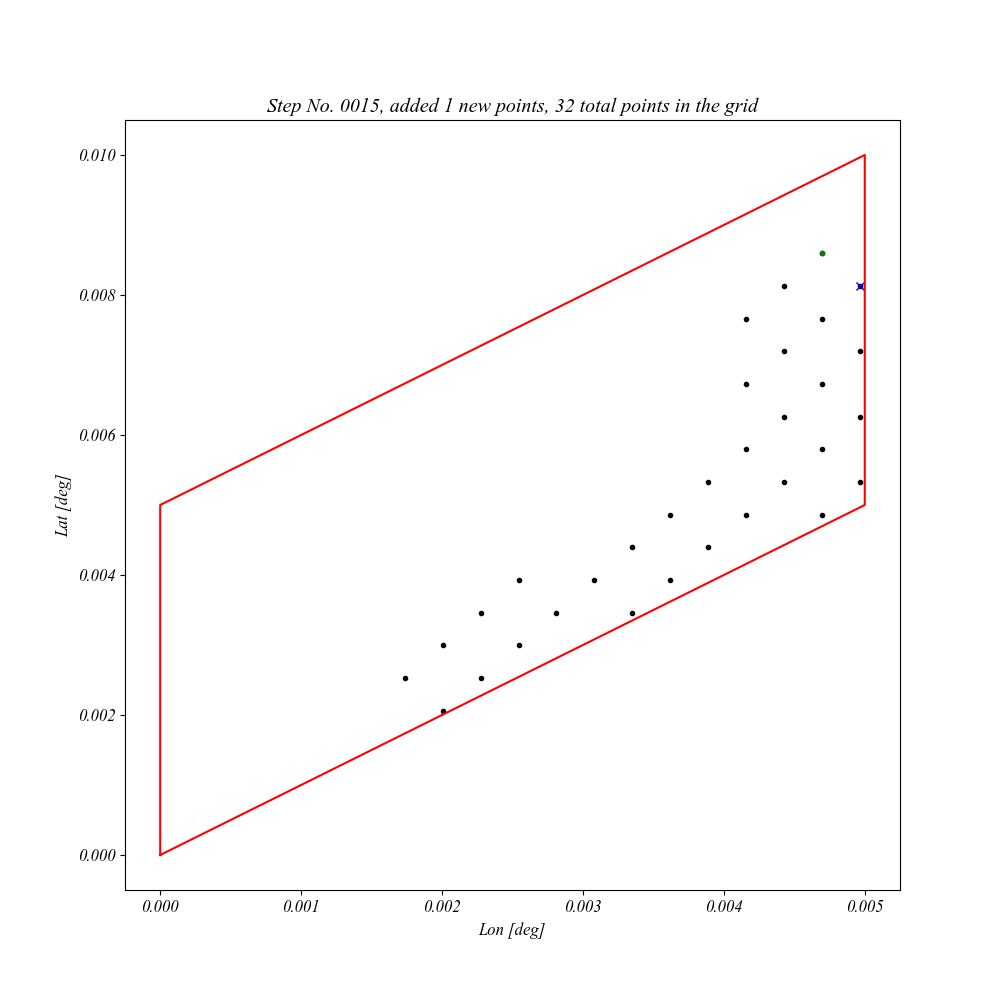 Step No. 0015, added 1 new points, 32 total points in the grid
0.010
0.008
0.006
0.004
0.002
0.000
Lat [deg]
0.000 0.001 0.002 0.003 0.004 0.005
Lon [deg]